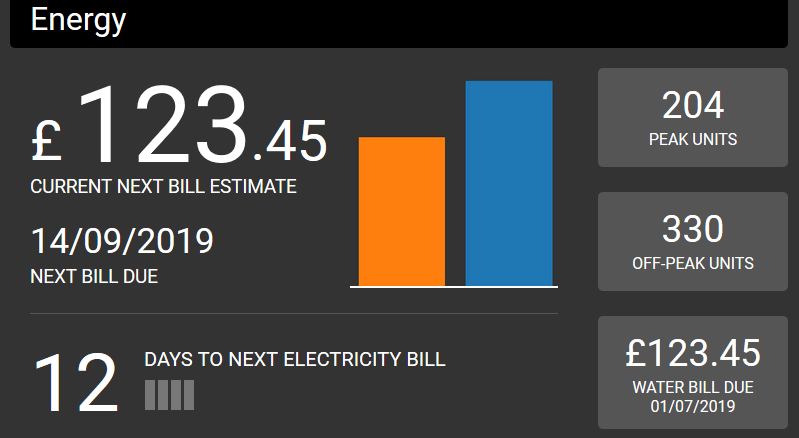 Energy
£123.45
CURRENT NEXT BILL ESTIMATE
14/09/2019
NEXT BILL DUE
12
DAYS TO NEXT ELECTRICITY BILL
204
PEAK UNITS
330
OFF-PEAK UNITS
£123.45
WATER BILL DUE
01/07/2019